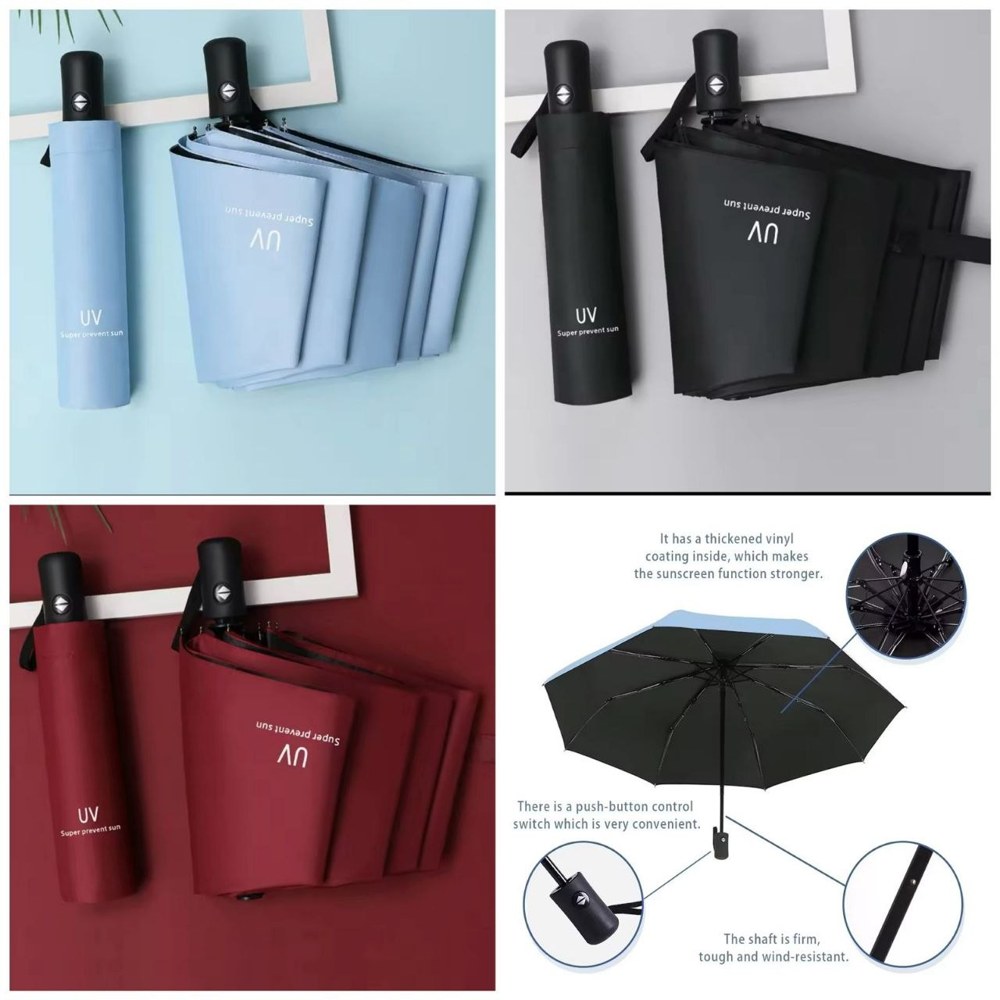 Super prevent sun
UV
UV
Super prevent sun
Super prevent sun
UV
UV
Super prevent sun
Super prevent sun
UV
UV
Super prevent sun
It has a thickened vinyl
coating inside, which makes
the sunscreen function stronger.
There is a push-button control
switch which is very convenient.
The shaft is firm,
tough and wind-resistant.